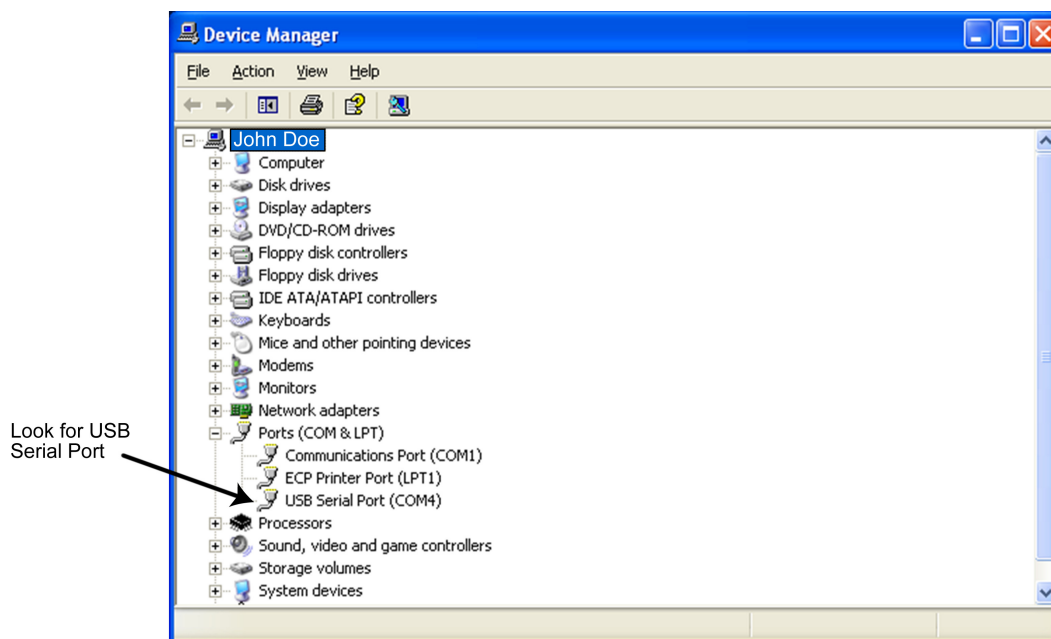 Device Manager
File Action View Help
John Doe
Computer
Disk drives
Display adapters
DVD/CD-ROM drives
Floppy disk controllers
Floppy disk drives
IDE ATA/ATAPI controllers
Keyboards
Mice and other pointing devices
Modems
Monitors
Network adapters
Ports (COM & LPT)
Communications Port (COM1)
ECP Printer Port (LPT1)
USB Serial Port (COM4)
Processors
Sound, video and game controllers
Storage volumes
System devices
Look for USB
Serial Port